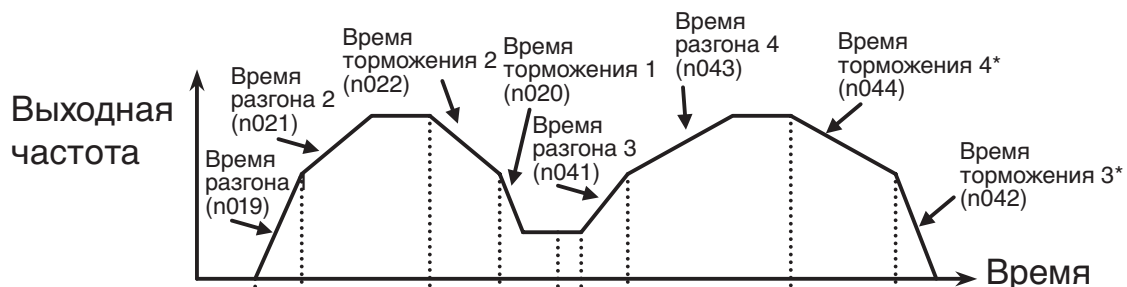 Выходная
частота
Время
разгона
(n019)
Время
разгона 2
(n021)
Время
торможения 2
(n022)
Время
торможения 1
(n020)
Время
разгона 3
(n041)
Время
разгона 4
(n043)
Время
торможения 4*
(n044)
Время
торможения 3*
(n042)
Время